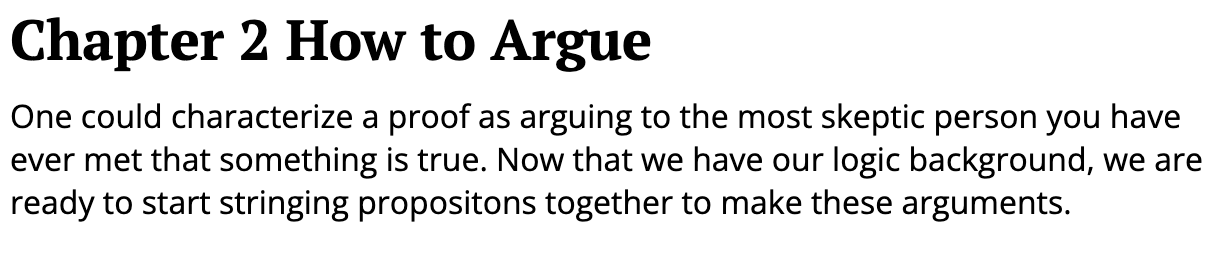 Chapter 2 How to Argue
One could characterize a proof as arguing to the most skeptic person you have
ever met that something is true. Now that we have our logic background, we are
ready to start stringing propositons together to make these arguments.